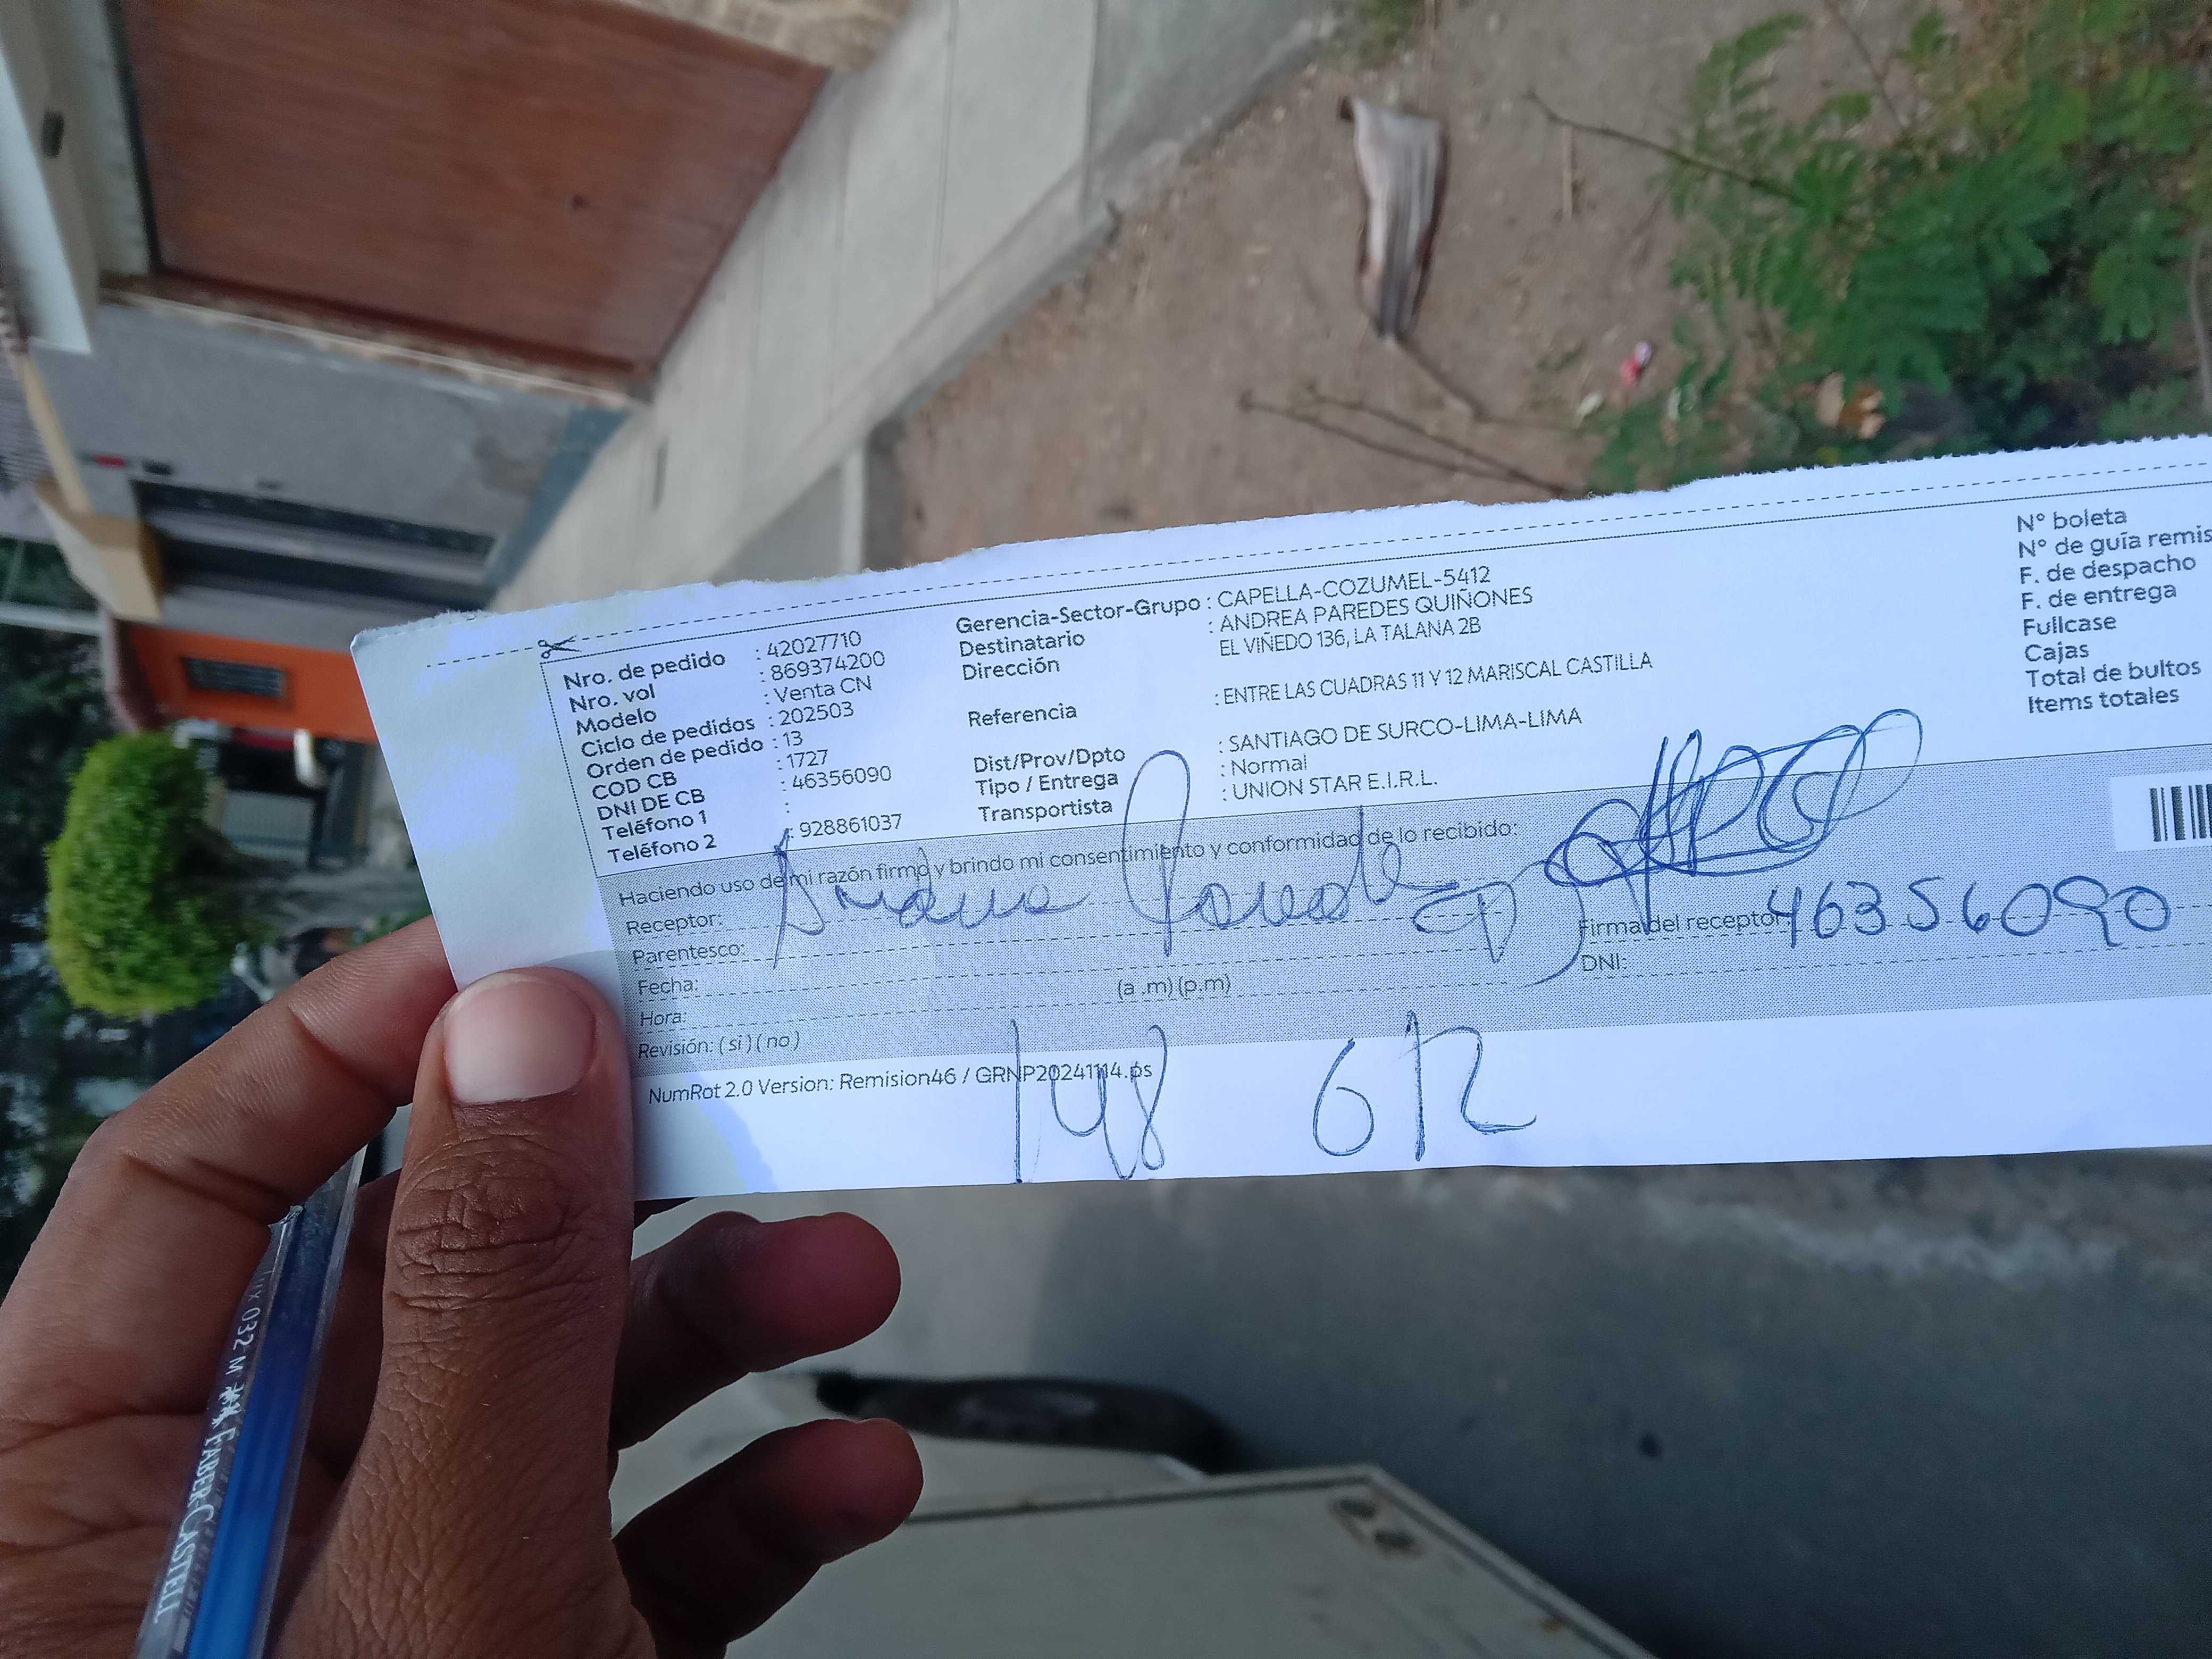 Nro. de pedido : 42027710
Nro. vol : 869374200
Modelo : Venta CN
Ciclo de pedidos : 202503
Orden de pedido : 13
COD CB : 1727
DNI DE CB : 46356090
Teléfono 1 :
Teléfono 2 : 928861037
Gerencia-Sector-Grupo : CAPELLA-COZUMEL-5412
Destinatario : ANDREA PAREDES QUIÑONES
Dirección EL VIÑEDO 136, LA TALANA 2B
Referencia : ENTRE LAS CUADRAS 11 Y 12 MARISCAL CASTILLA
Dist/Prov/Dpto : SANTIAGO DE SURCO-LIMA-LIMA
Tipo / Entrega : Normal
Transportista : UNION STAR E.I.R.L.
N° boleta
N° de guía remis
F. de despacho
F. de entrega
Fullcase
Cajas
Total de bultos
Items totales
Haciendo uso de mi razón firmo y brindo mi consentimiento y conformidad de lo recibido:
Receptor:
Parentesco:
Fecha:
Hora: (a .m) (p.m)
Revisión: ( si ) ( no )
Firma del receptor
46356090
DNI:
NumRot 2.0 Version: Remision46 / GRNP20241114.ps
148 612
032 M FABER-CASTELL